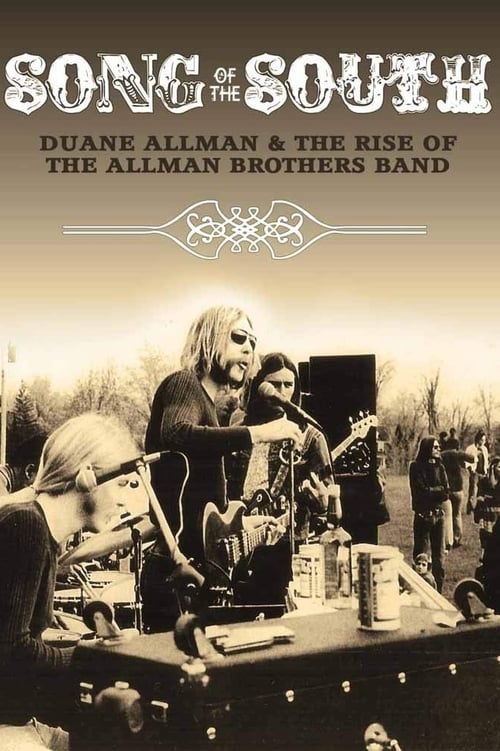 SONG OF THE SOUTH
DUANE ALLMAN & THE RISE OF
THE ALLMAN BROTHERS BAND